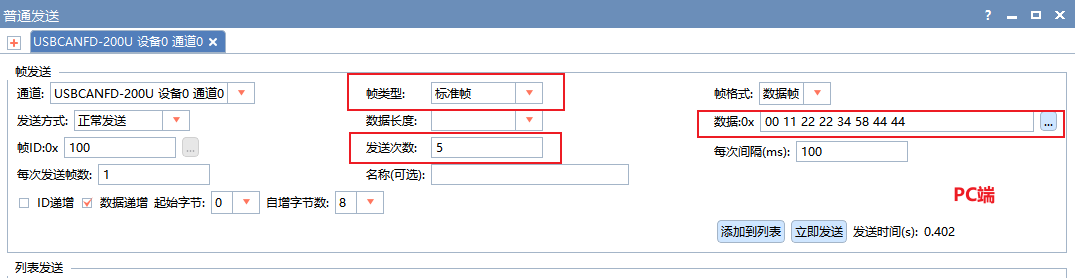 普通发送
? 
USBCANFD-200U 设备0 通道0
帧发送
通道: USBCANFD-200U 设备0 通道0 帧类型: 标准帧 帧格式: 数据帧
发送方式: 正常发送 数据长度: 数据:0x 00 11 22 22 34 58 44 44 ...
帧ID:0x 100 ... 发送次数: 5 每次间隔(ms): 100
每次发送帧数: 1 名称(可选):
ID递增 数据递增 起始字节: 0 自增字节数: 8
PC端
添加到列表 立即发送 发送时间(s): 0.402
列表发送